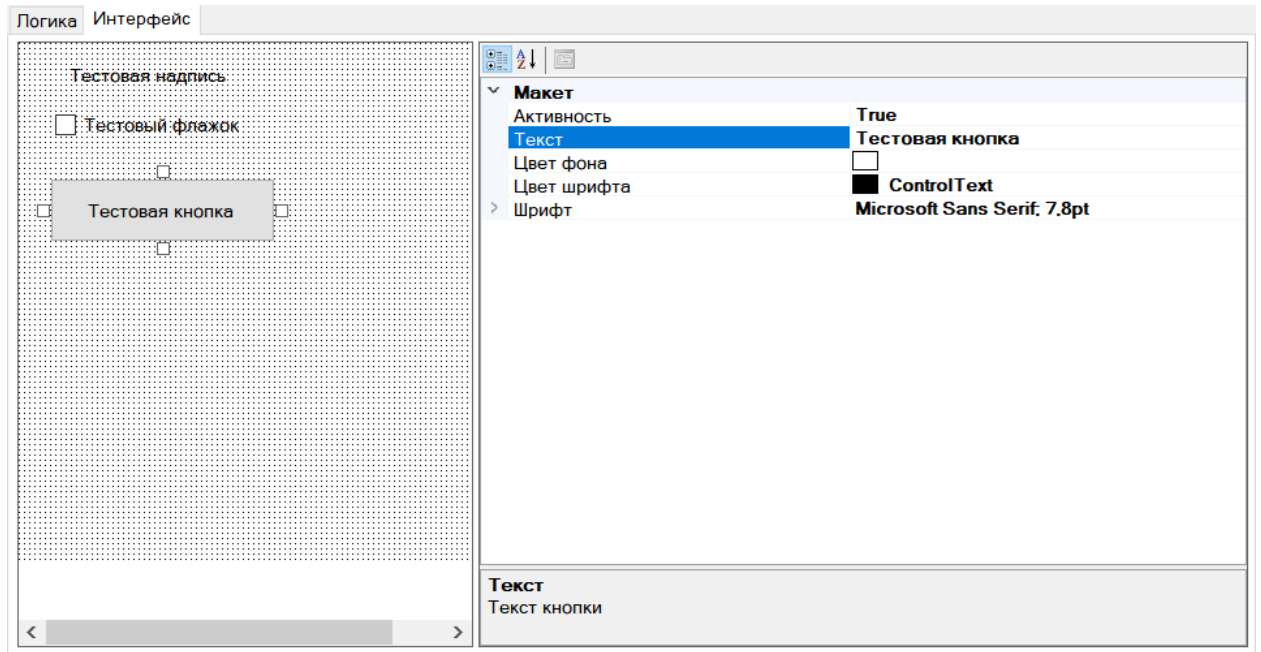 Логика Интерфейс
Тестовая надпись
Тестовый флажок
Тестовая кнопка
Макет
Активность True
Текст Тестовая кнопка
Цвет фона
Цвет шрифта ControlText
Шрифт Microsoft Sans Serif; 7,8pt
Текст
Текст кнопки